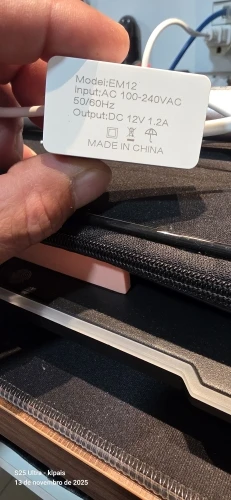 Model:EM12
Input:AC 100-240VAC
50/60Hz
Output:DC 12V 1.2A
MADE IN CHINA
S25 Ultra - klpais
13 de novembro de 2025